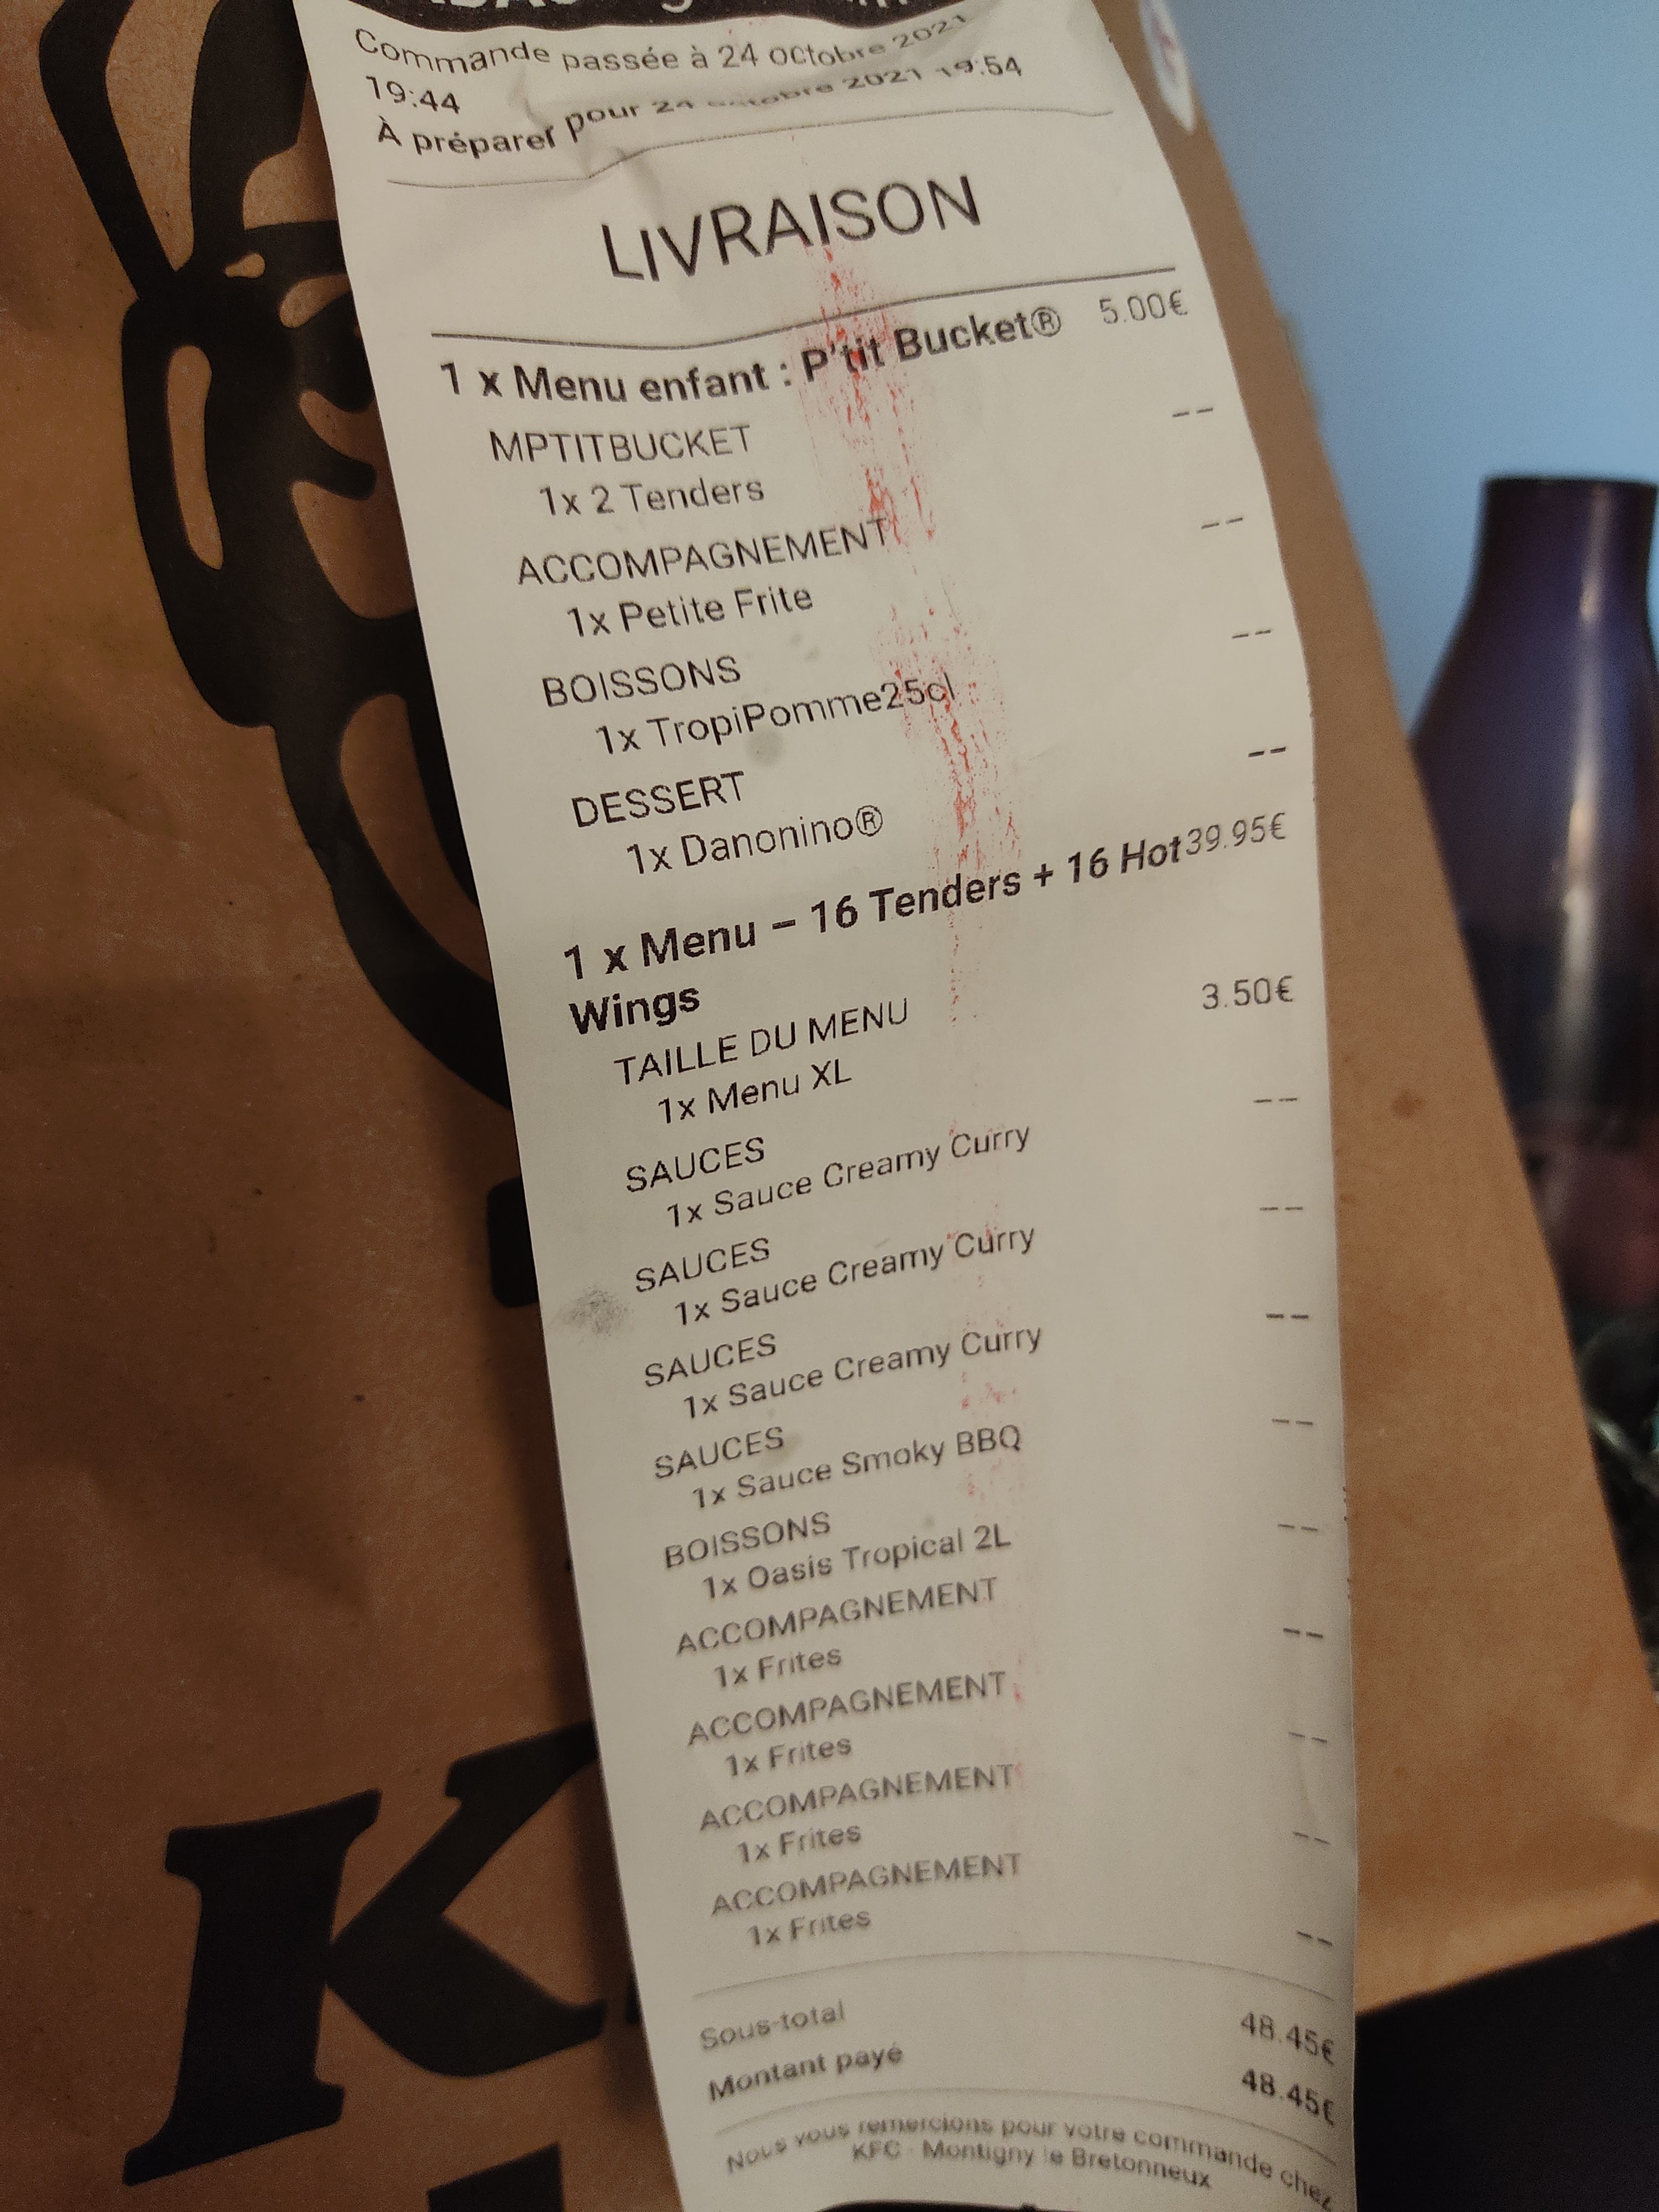 Commande passée à 24 octobre 2021
19:44
À préparer pour 24 octobre 2021 19:54
LIVRAISON
1 x Menu enfant : P'tit Bucket® 5.00€
MPTITBUCKET --
1x 2 Tenders
ACCOMPAGNEMENT --
1x Petite Frite
BOISSONS --
1x TropiPomme25cl
DESSERT --
1x Danonino®
1 x Menu – 16 Tenders + 16 Hot 39.95€
Wings
TAILLE DU MENU 3.50€
1x Menu XL
SAUCES --
1x Sauce Creamy Curry
SAUCES --
1x Sauce Creamy Curry
SAUCES --
1x Sauce Creamy Curry
SAUCES --
1x Sauce Smoky BBQ
BOISSONS --
1x Oasis Tropical 2L
ACCOMPAGNEMENT --
1x Frites
ACCOMPAGNEMENT --
1x Frites
ACCOMPAGNEMENT --
1x Frites
ACCOMPAGNEMENT --
1x Frites
Sous-total 48.45€
Montant payé 48.45€
Nous vous remercions pour votre commande chez
KFC - Montigny le Bretonneux
K